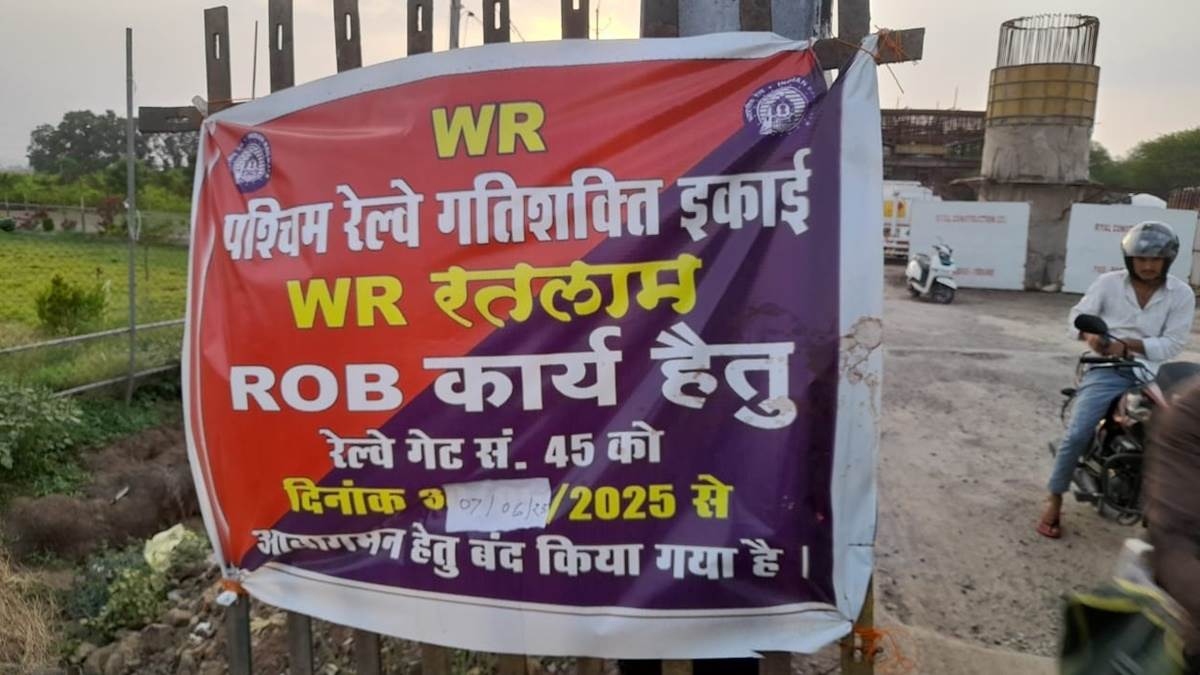 WR
पश्चिम रेल्वे गतिशक्ति इकाई
WR रतलाम
ROB कार्य हेतु
रेल्वे गेट सं. 45 को
दिनांक 07/06/25/2025 से
आवागमन हेतु बंद किया गया है ।